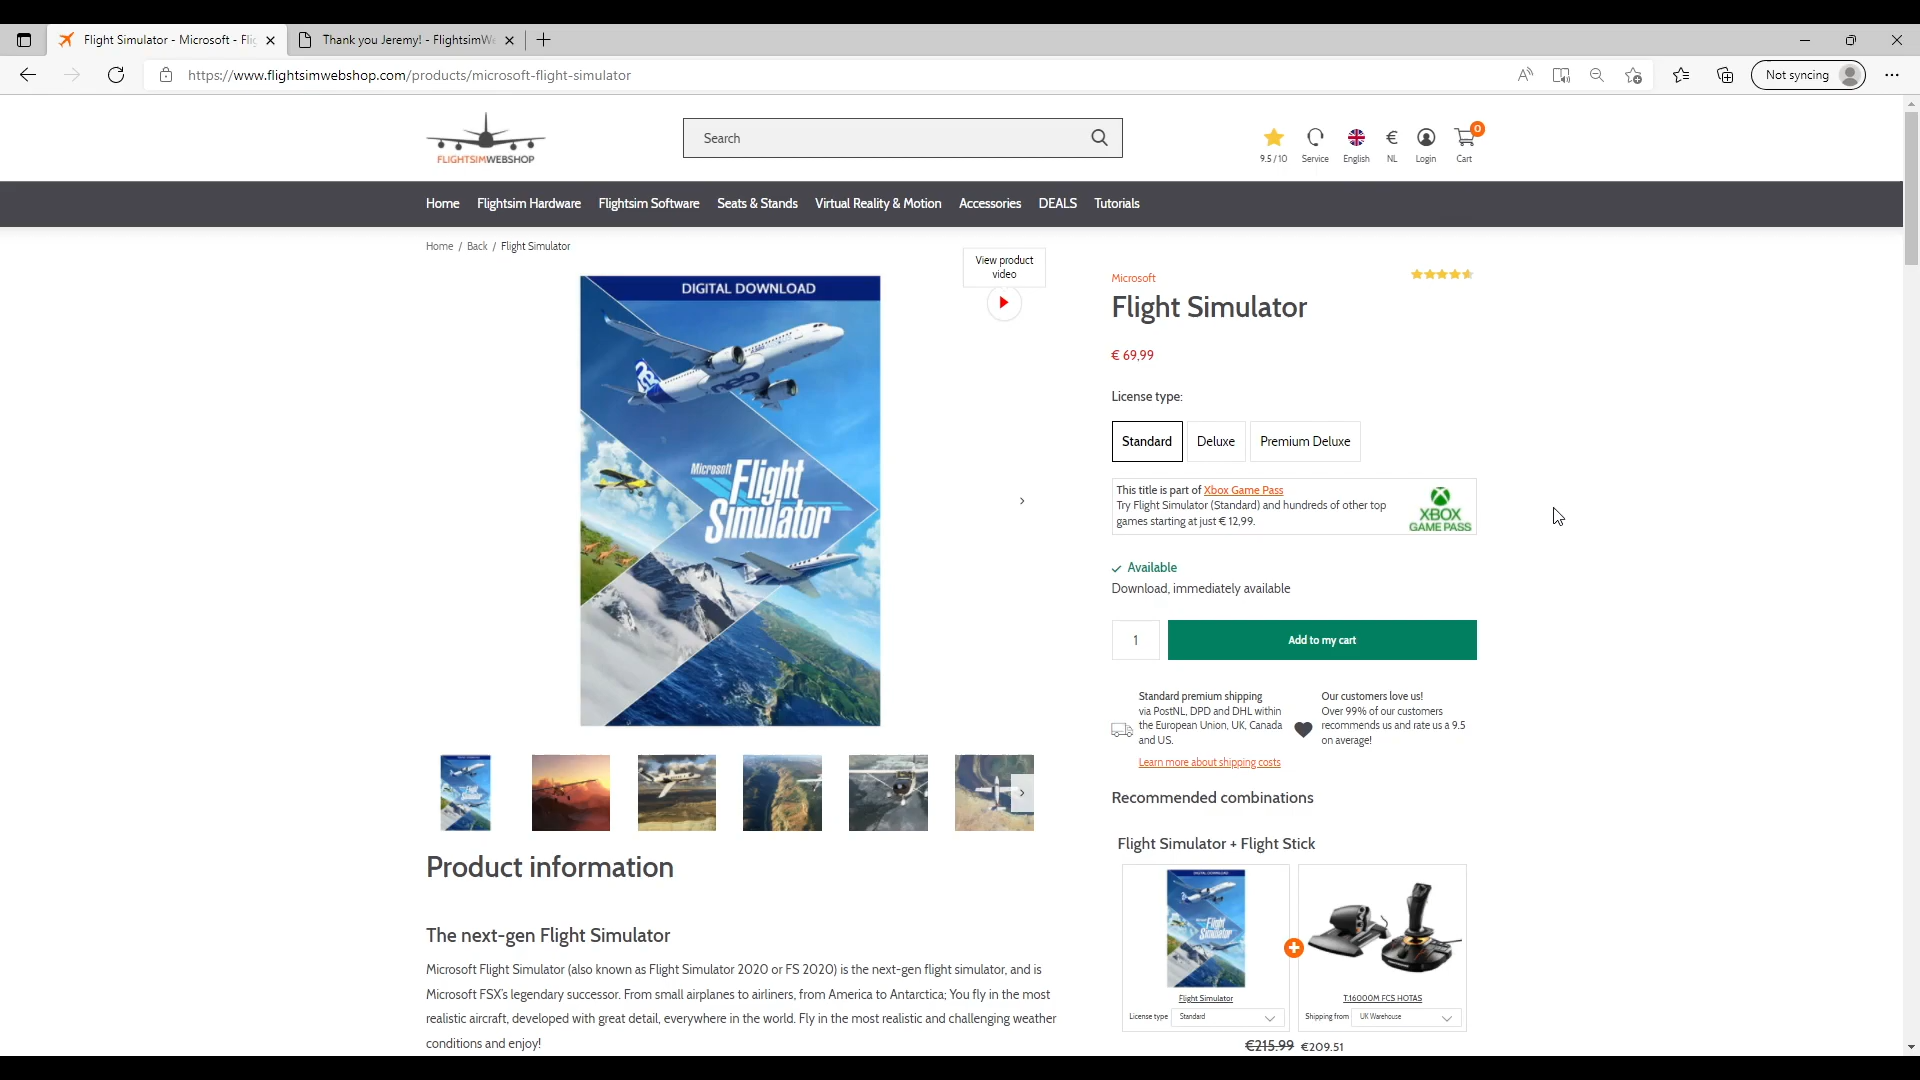 Flight Simulator - Microsoft - Flig
Thank you Jeremy! - FlightsimWe
https://www.flightsimwebshop.com/products/microsoft-flight-simulator
Not syncing
FLIGHTSIMWEBSHOP
Search
9.5 / 10
Service
English
€
NL
Login
0
Cart
Home
Flightsim Hardware
Flightsim Software
Seats & Stands
Virtual Reality & Motion
Accessories
DEALS
Tutorials
Home / Back / Flight Simulator
View product
video
DIGITAL DOWNLOAD
neo
Microsoft
Flight
Simulator
Microsoft
Flight Simulator
€ 69,99
License type:
Standard
Deluxe
Premium Deluxe
This title is part of Xbox Game Pass
Try Flight Simulator (Standard) and hundreds of other top
games starting at just € 12,99.
XBOX
GAME PASS
Available
Download, immediately available
1
Add to my cart
Standard premium shipping
via PostNL, DPD and DHL within
the European Union, UK, Canada
and US.
Learn more about shipping costs
Our customers love us!
Over 99% of our customers
recommends us and rate us a 9.5
on average!
Product information
The next-gen Flight Simulator
Microsoft Flight Simulator (also known as Flight Simulator 2020 or FS 2020) is the next-gen flight simulator, and is
Microsoft FSX's legendary successor. From small airplanes to airliners, from America to Antarctica; You fly in the most
realistic aircraft, developed with great detail, everywhere in the world. Fly in the most realistic and challenging weather
conditions and enjoy!
Recommended combinations
Flight Simulator + Flight Stick
DIGITAL DOWNLOAD
Flight
Simulator
Flight Simulator
License type
Standard
T.16000M FCS HOTAS
Shipping from
UK Warehouse
€215.99 €209.51